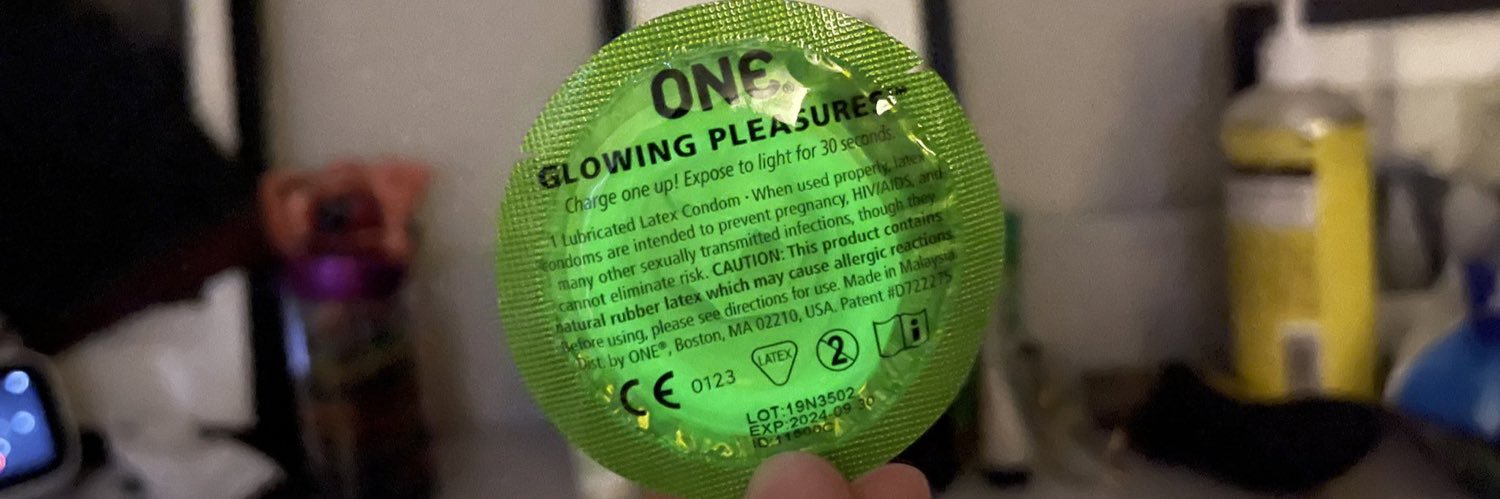 ONE®
GLOWING PLEASURES™
Charge one up! Expose to light for 30 seconds.
1 Lubricated Latex Condom • When used properly, latex
condoms are intended to prevent pregnancy, HIV/AIDS, and
many other sexually transmitted infections, though they
cannot eliminate risk. CAUTION: This product contains
natural rubber latex which may cause allergic reactions.
Before using, please see directions for use. Made in Malaysia
Dist. by ONE®, Boston, MA 02210, USA. Patent #D722275
CE 0123 LATEX 2 i
LOT:19N3502
EXP:2024-09-30
ID: